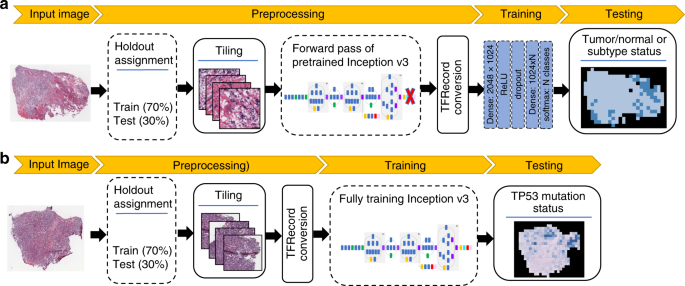 a
Input image
Preprocessing
Training
Testing
Holdout
assignment
Train (70%)
Test (30%)
Tiling
Forward pass of
pretrained Inception v3
X
TFRecord
conversion
Dense: 2048 × 1024
ReLU
dropout
Dense: 1024xN
softmax: N classes
Tumor/normal or
subtype status
b
Input Image
Preprocessing)
Training
Testing
Holdout
assignment
Train (70%)
Test (30%)
Tiling
TFRecord
conversion
Fully training Inception v3
TP53 mutation
status